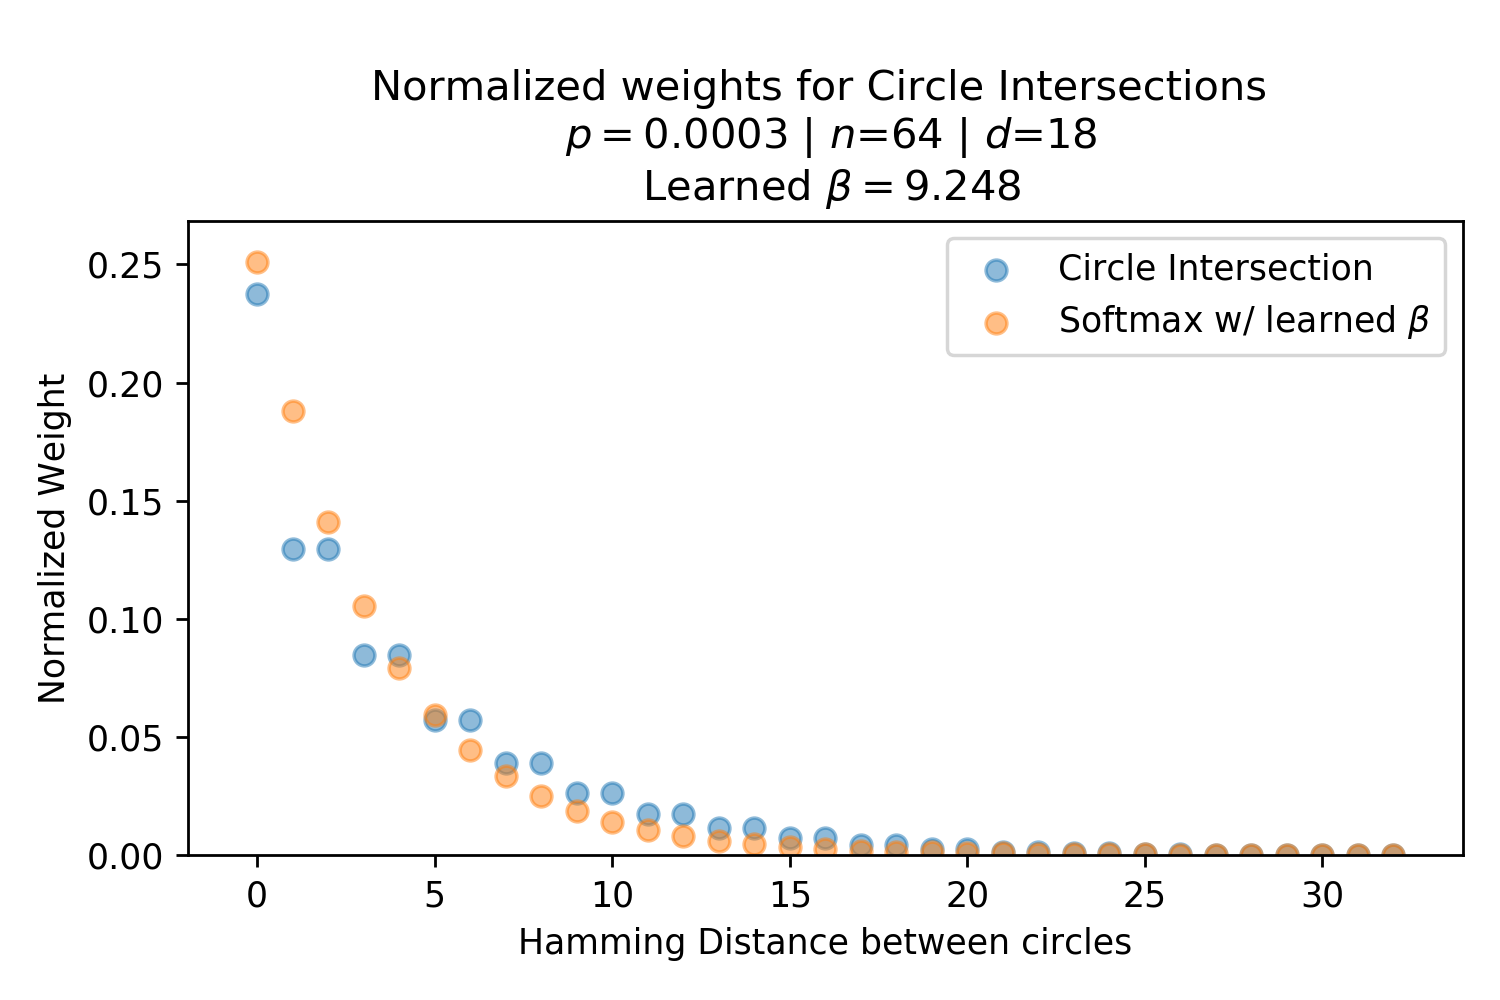 Normalized weights for Circle Intersections
p = 0.0003 | n=64 | d=18
Learned β = 9.248
Circle Intersection
Softmax w/ learned β
Normalized Weight
0.25
0.20
0.15
0.10
0.05
0.00
0 5 10 15 20 25 30
Hamming Distance between circles